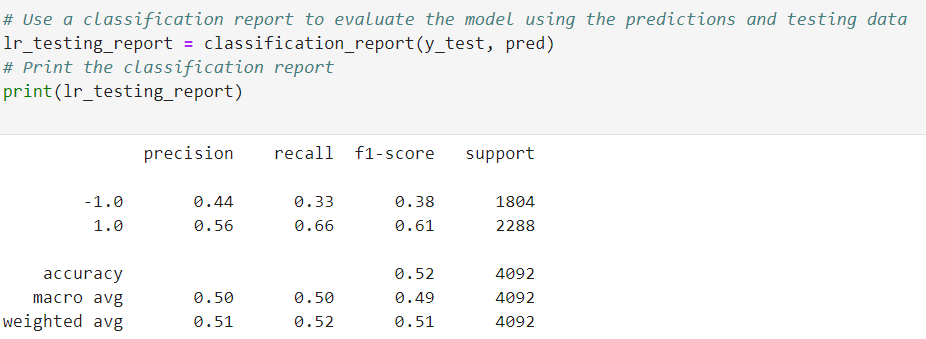 # Use a classification report to evaluate the model using the predictions and testing data
lr_testing_report = classification_report(y_test, pred)
# Print the classification report
print(lr_testing_report)
precision recall f1-score support
-1.0 0.44 0.33 0.38 1804
1.0 0.56 0.66 0.61 2288
accuracy 0.52 4092
macro avg 0.50 0.50 0.49 4092
weighted avg 0.51 0.52 0.51 4092